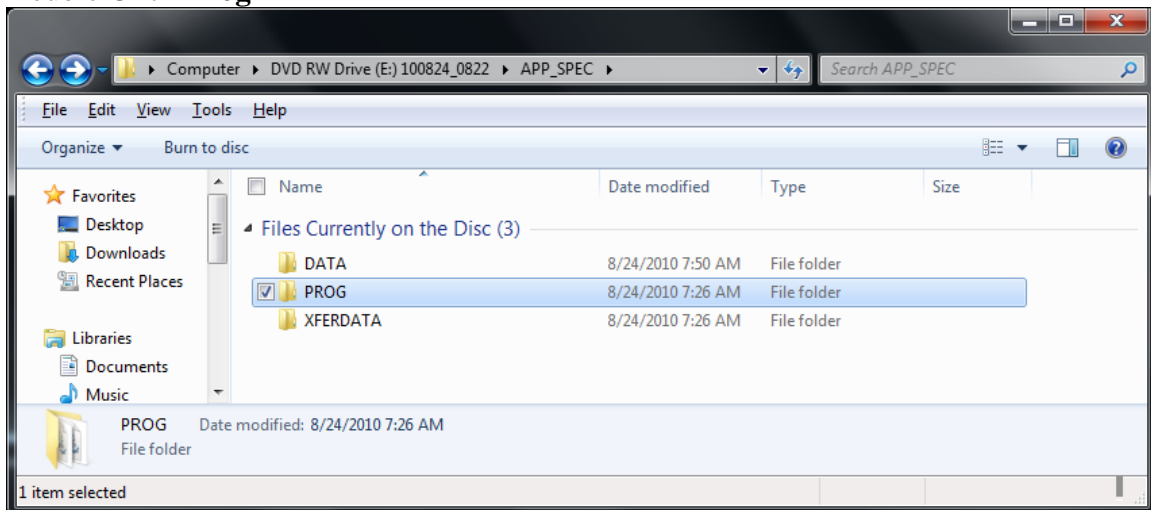 Computer ▸ DVD RW Drive (E:) 100824_0822 ▸ APP_SPEC ▸ Search APP_SPEC
File Edit View Tools Help
Organize ▾ Burn to disc
Favorites
Desktop
Downloads
Recent Places
Libraries
Documents
Music
Name Date modified Type Size
Files Currently on the Disc (3)
DATA 8/24/2010 7:50 AM File folder
PROG 8/24/2010 7:26 AM File folder
XFERDATA 8/24/2010 7:26 AM File folder
PROG Date modified: 8/24/2010 7:26 AM
File folder
1 item selected